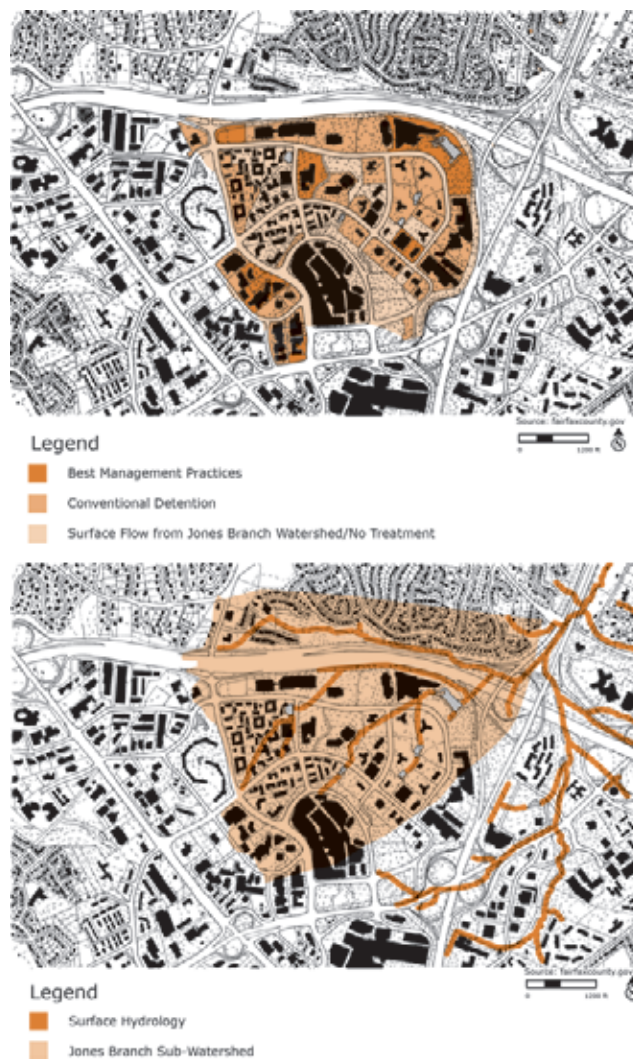 Source: fairfaxcounty.gov
0 1200 ft
Legend
Best Management Practices
Conventional Detention
Surface Flow from Jones Branch Watershed/No Treatment
Source: fairfaxcounty.gov
0 1200 ft
Legend
Surface Hydrology
Jones Branch Sub-Watershed